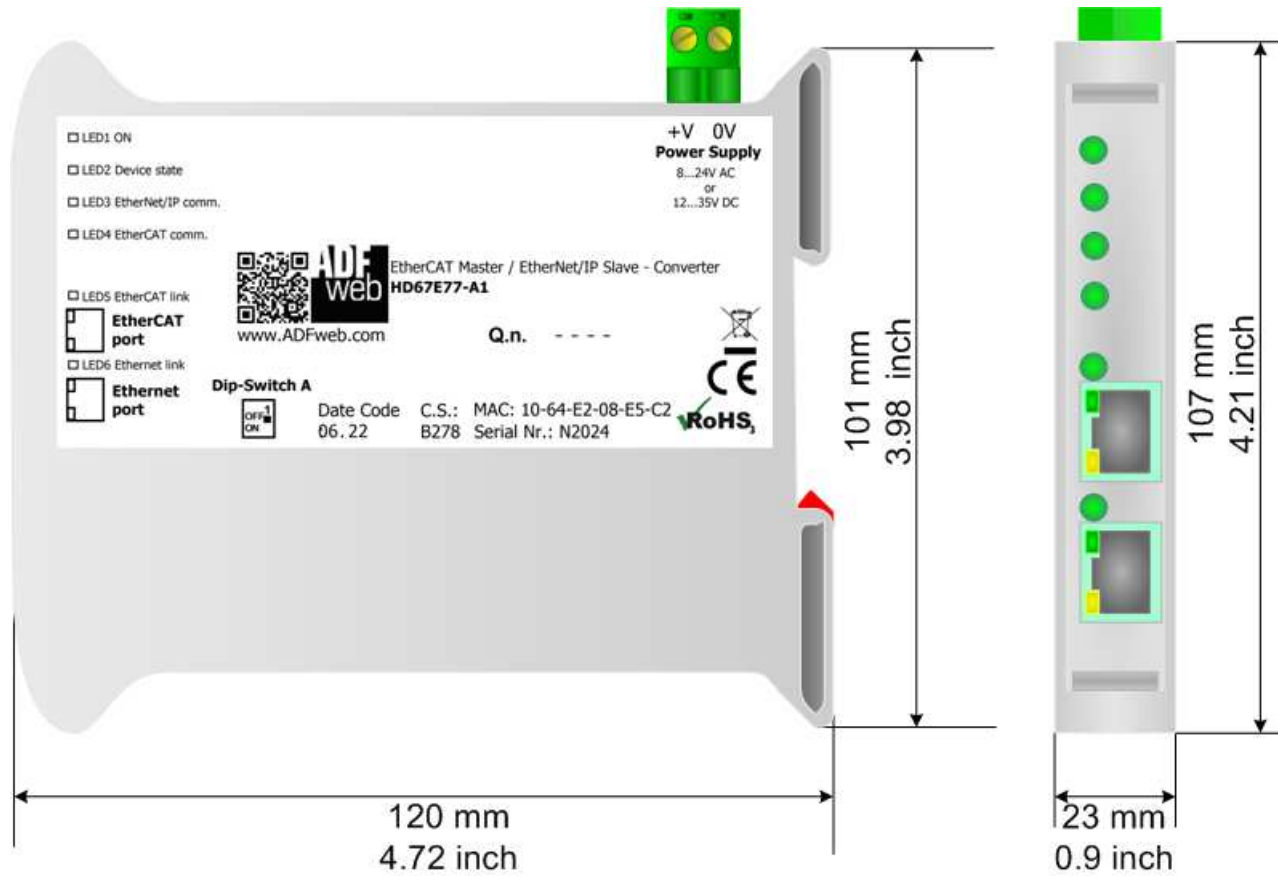 +V 0V
Power Supply
8...24V AC
or
12...35V DC
LED1 ON
LED2 Device state
LED3 EtherNet/IP comm.
LED4 EtherCAT comm.
ADF
web
EtherCAT Master / EtherNet/IP Slave - Converter
HD67E77-A1
www.ADFweb.com
Q.n. - - - -
LED5 EtherCAT link
EtherCAT
port
LED6 Ethernet link
Ethernet
port
Dip-Switch A
1
OFF
ON
Date Code
06.22
C.S.:
B278
MAC: 10-64-E2-08-E5-C2
Serial Nr.: N2024
CE
RoHS3
101 mm
3.98 inch
107 mm
4.21 inch
120 mm
4.72 inch
23 mm
0.9 inch